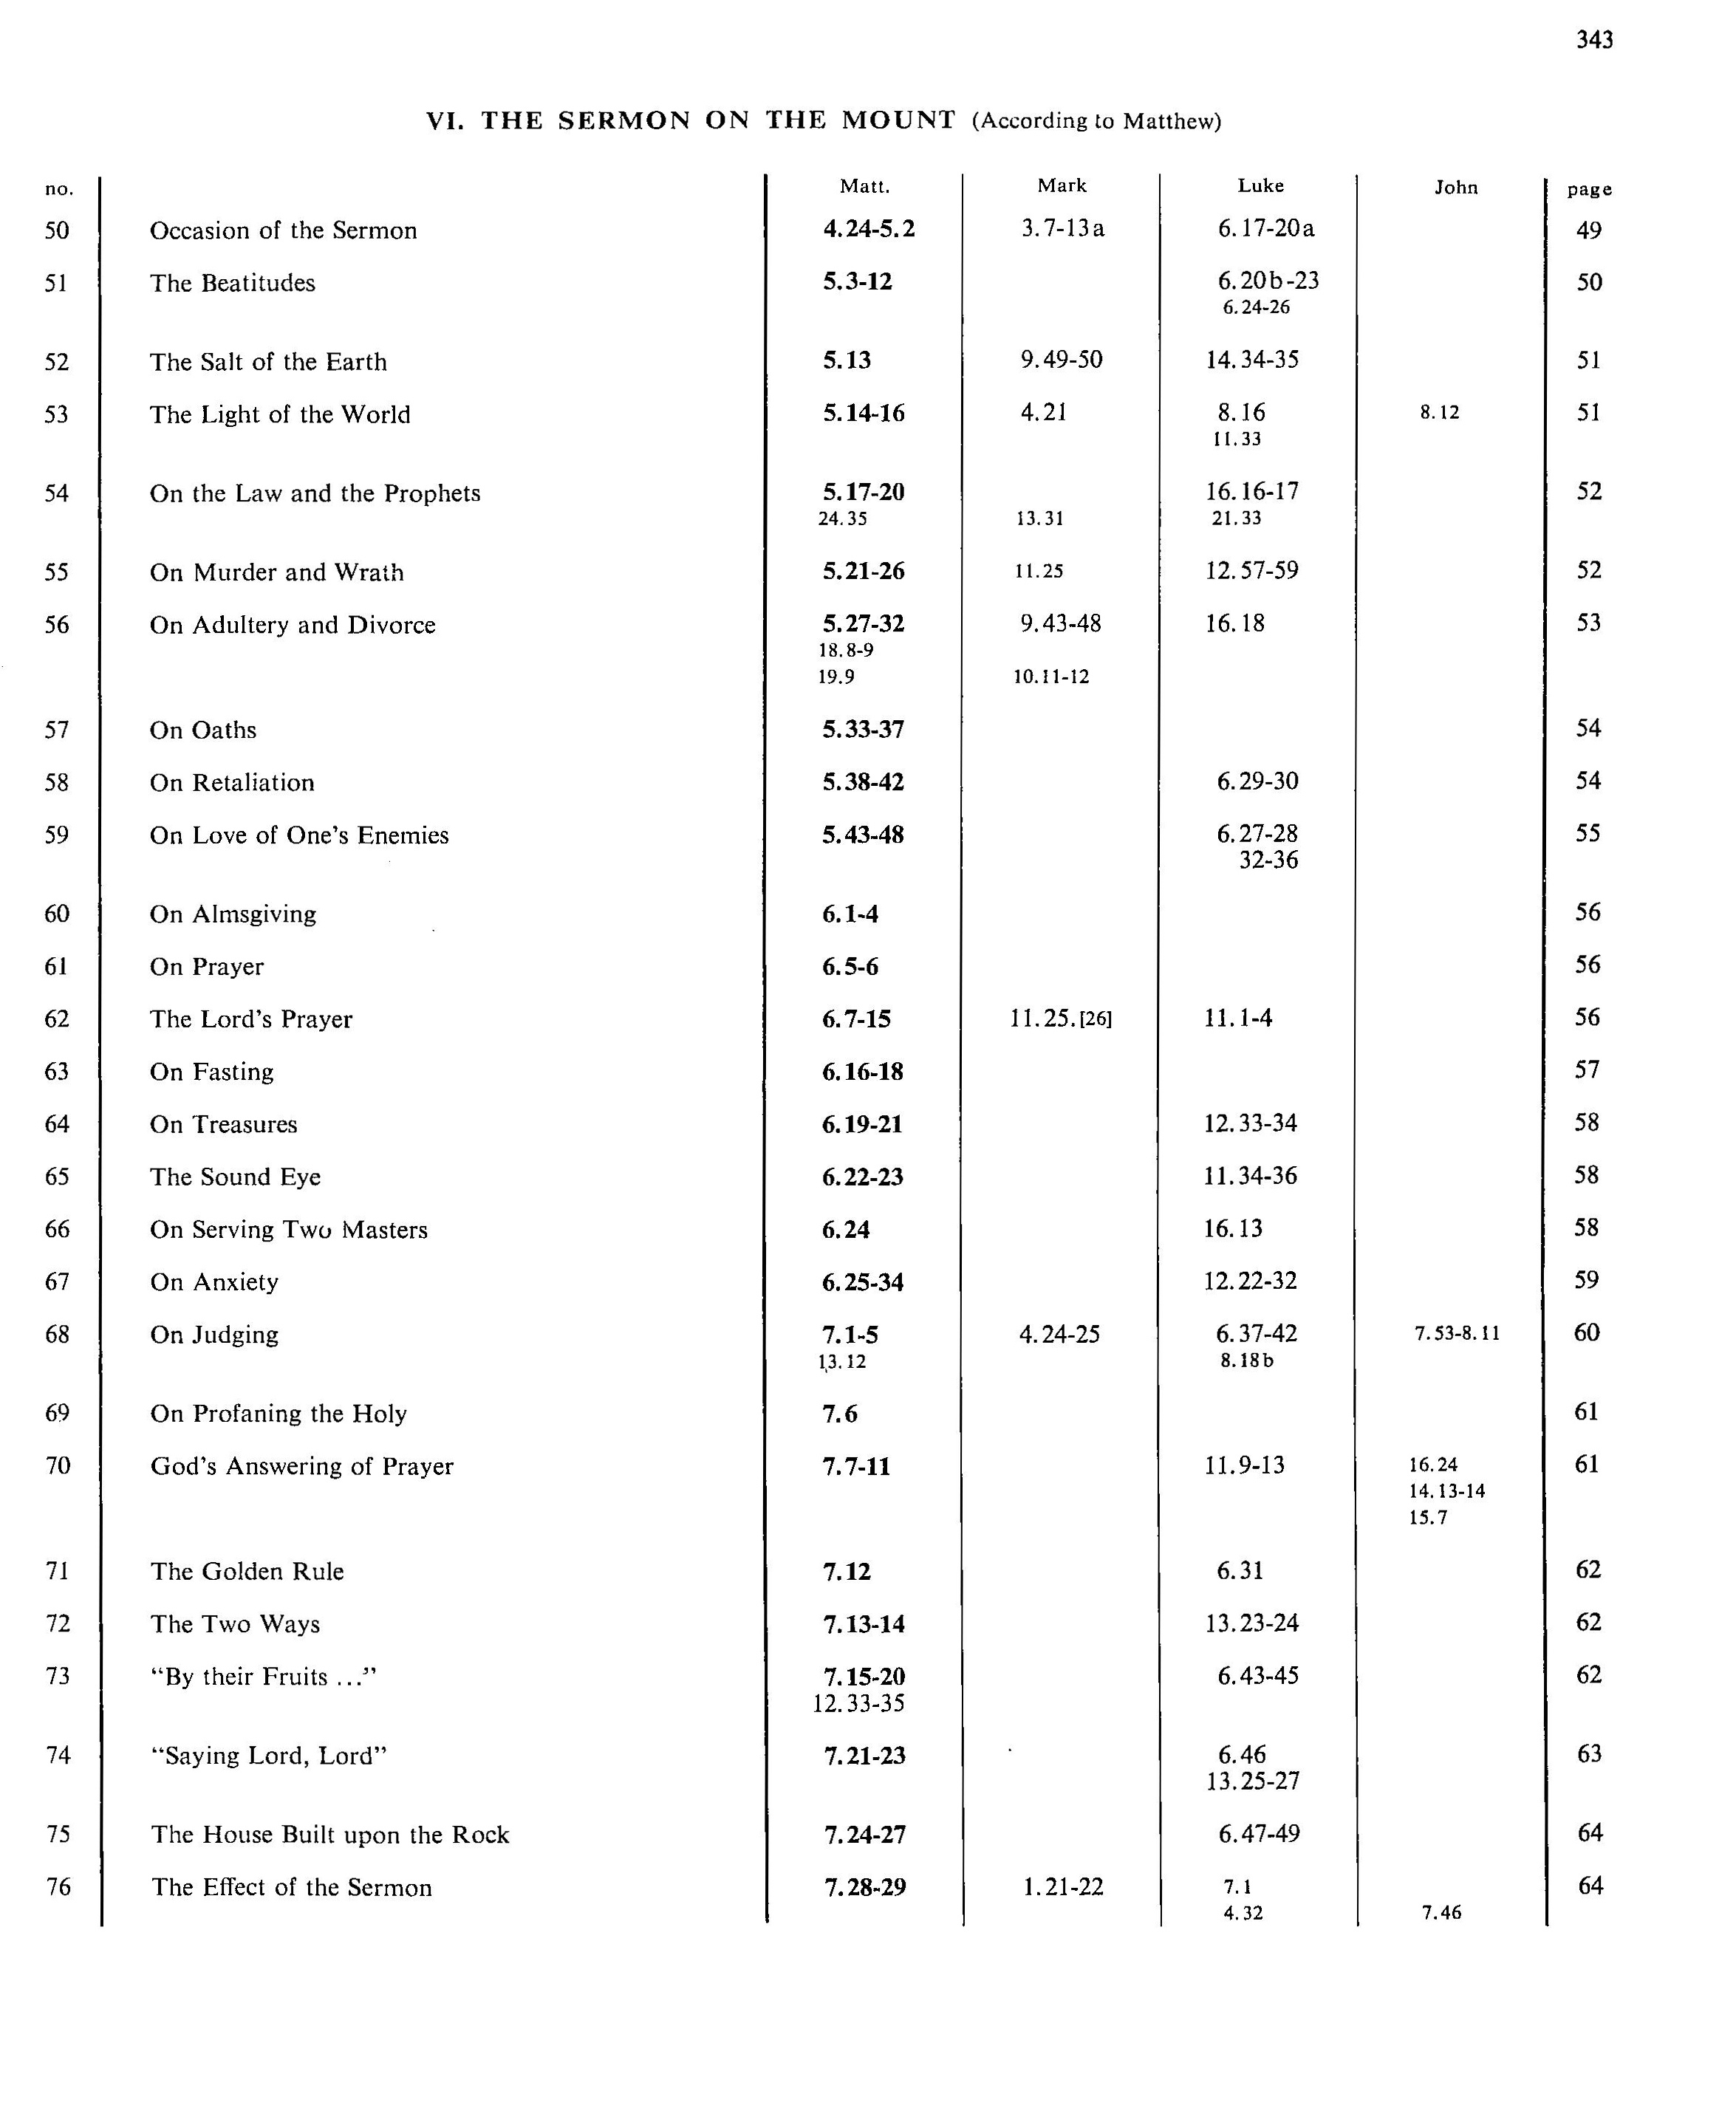 343
VI. THE SERMON ON THE MOUNT (According to Matthew)
no. Matt. Mark Luke John page
50 Occasion of the Sermon 4.24-5.2 3.7-13a 6.17-20a 49
51 The Beatitudes 5.3-12 6.20b-23 50
6.24-26
52 The Salt of the Earth 5.13 9.49-50 14.34-35 51
53 The Light of the World 5.14-16 4.21 8.16 8.12 51
11.33
54 On the Law and the Prophets 5.17-20 16.16-17 52
24.35 13.31 21.33
55 On Murder and Wrath 5.21-26 11.25 12.57-59 52
56 On Adultery and Divorce 5.27-32 9.43-48 16.18 53
18.8-9
19.9 10.11-12
57 On Oaths 5.33-37 54
58 On Retaliation 5.38-42 6.29-30 54
59 On Love of One's Enemies 5.43-48 6.27-28 55
32-36
60 On Almsgiving 6.1-4 56
61 On Prayer 6.5-6 56
62 The Lord's Prayer 6.7-15 11.25.[26] 11.1-4 56
63 On Fasting 6.16-18 57
64 On Treasures 6.19-21 12.33-34 58
65 The Sound Eye 6.22-23 11.34-36 58
66 On Serving Two Masters 6.24 16.13 58
67 On Anxiety 6.25-34 12.22-32 59
68 On Judging 7.1-5 4.24-25 6.37-42 7.53-8.11 60
13.12 8.18b
69 On Profaning the Holy 7.6 61
70 God's Answering of Prayer 7.7-11 11.9-13 16.24 61
14.13-14
15.7
71 The Golden Rule 7.12 6.31 62
72 The Two Ways 7.13-14 13.23-24 62
73 “By their Fruits ...” 7.15-20 6.43-45 62
12.33-35
74 “Saying Lord, Lord” 7.21-23 6.46 63
13.25-27
75 The House Built upon the Rock 7.24-27 6.47-49 64
76 The Effect of the Sermon 7.28-29 1.21-22 7.1 64
4.32 7.46